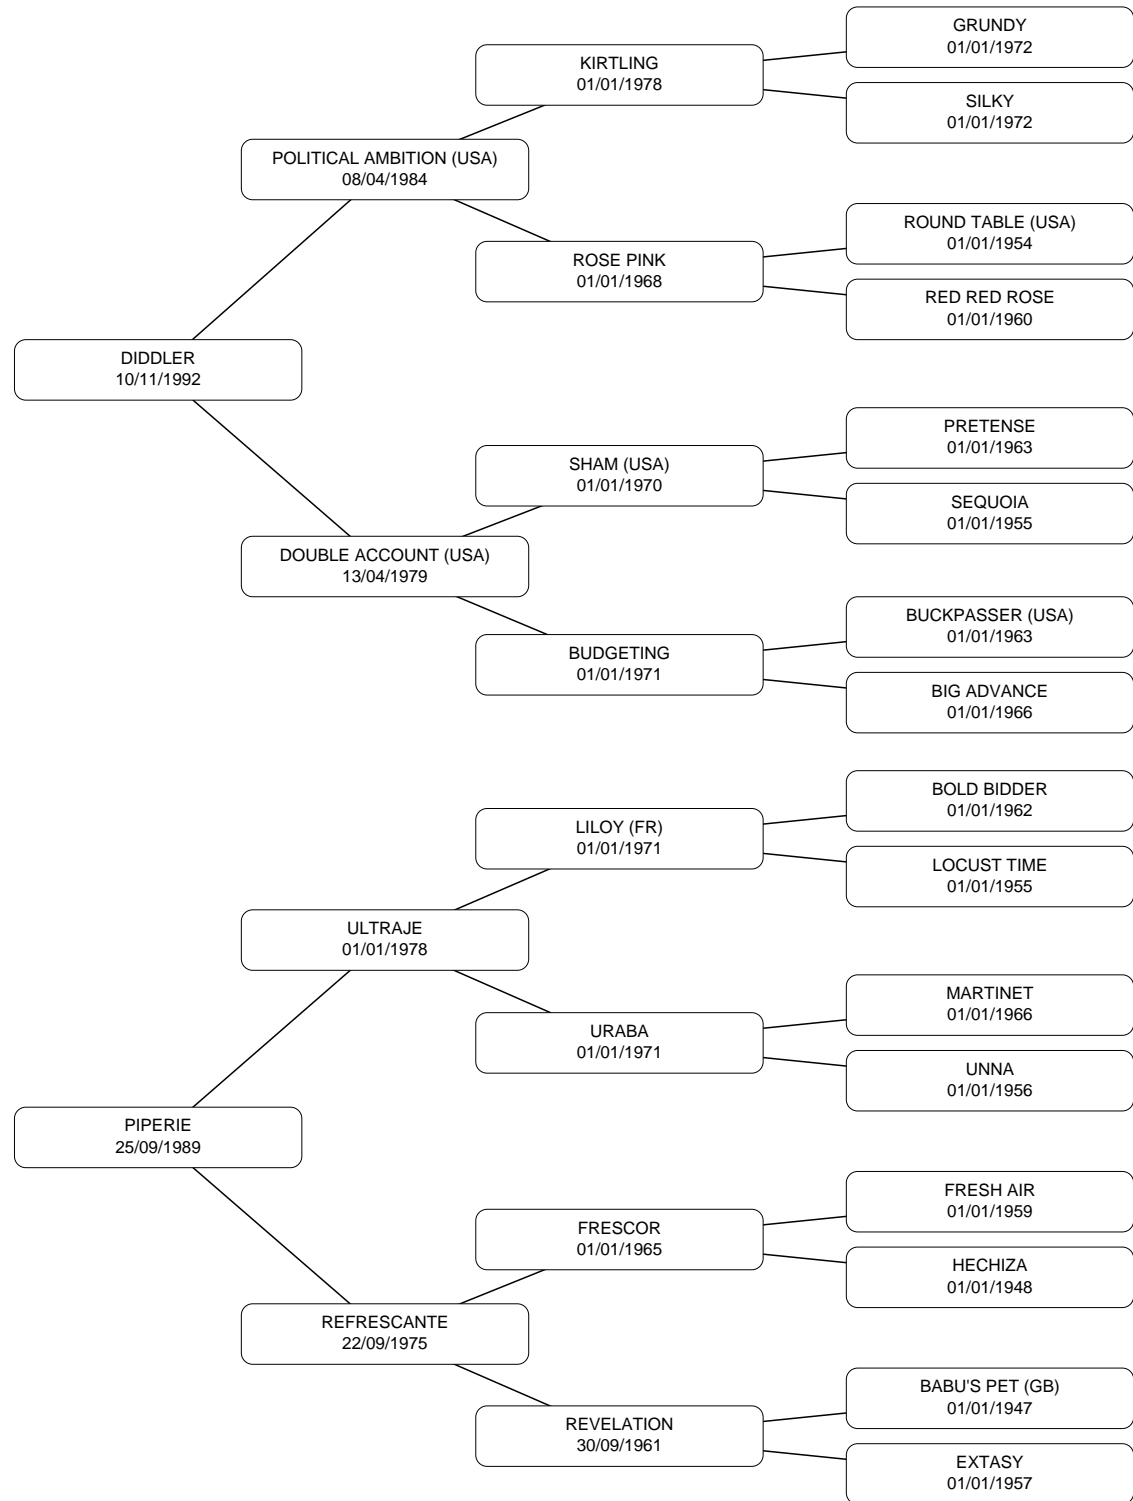 GRUNDY
01/01/1972
KIRTLING
01/01/1978
SILKY
01/01/1972
POLITICAL AMBITION (USA)
08/04/1984
ROUND TABLE (USA)
01/01/1954
ROSE PINK
01/01/1968
RED RED ROSE
01/01/1960
DIDDLER
10/11/1992
PRETENSE
01/01/1963
SHAM (USA)
01/01/1970
SEQUOIA
01/01/1955
DOUBLE ACCOUNT (USA)
13/04/1979
BUCKPASSER (USA)
01/01/1963
BUDGETING
01/01/1971
BIG ADVANCE
01/01/1966
BOLD BIDDER
01/01/1962
LILOY (FR)
01/01/1971
LOCUST TIME
01/01/1955
ULTRAJE
01/01/1978
MARTINET
01/01/1966
URABA
01/01/1971
UNNA
01/01/1956
PIPERIE
25/09/1989
FRESH AIR
01/01/1959
FRESCOR
01/01/1965
HECHIZA
01/01/1948
REFRESCANTE
22/09/1975
BABU'S PET (GB)
01/01/1947
REVELATION
30/09/1961
EXTASY
01/01/1957